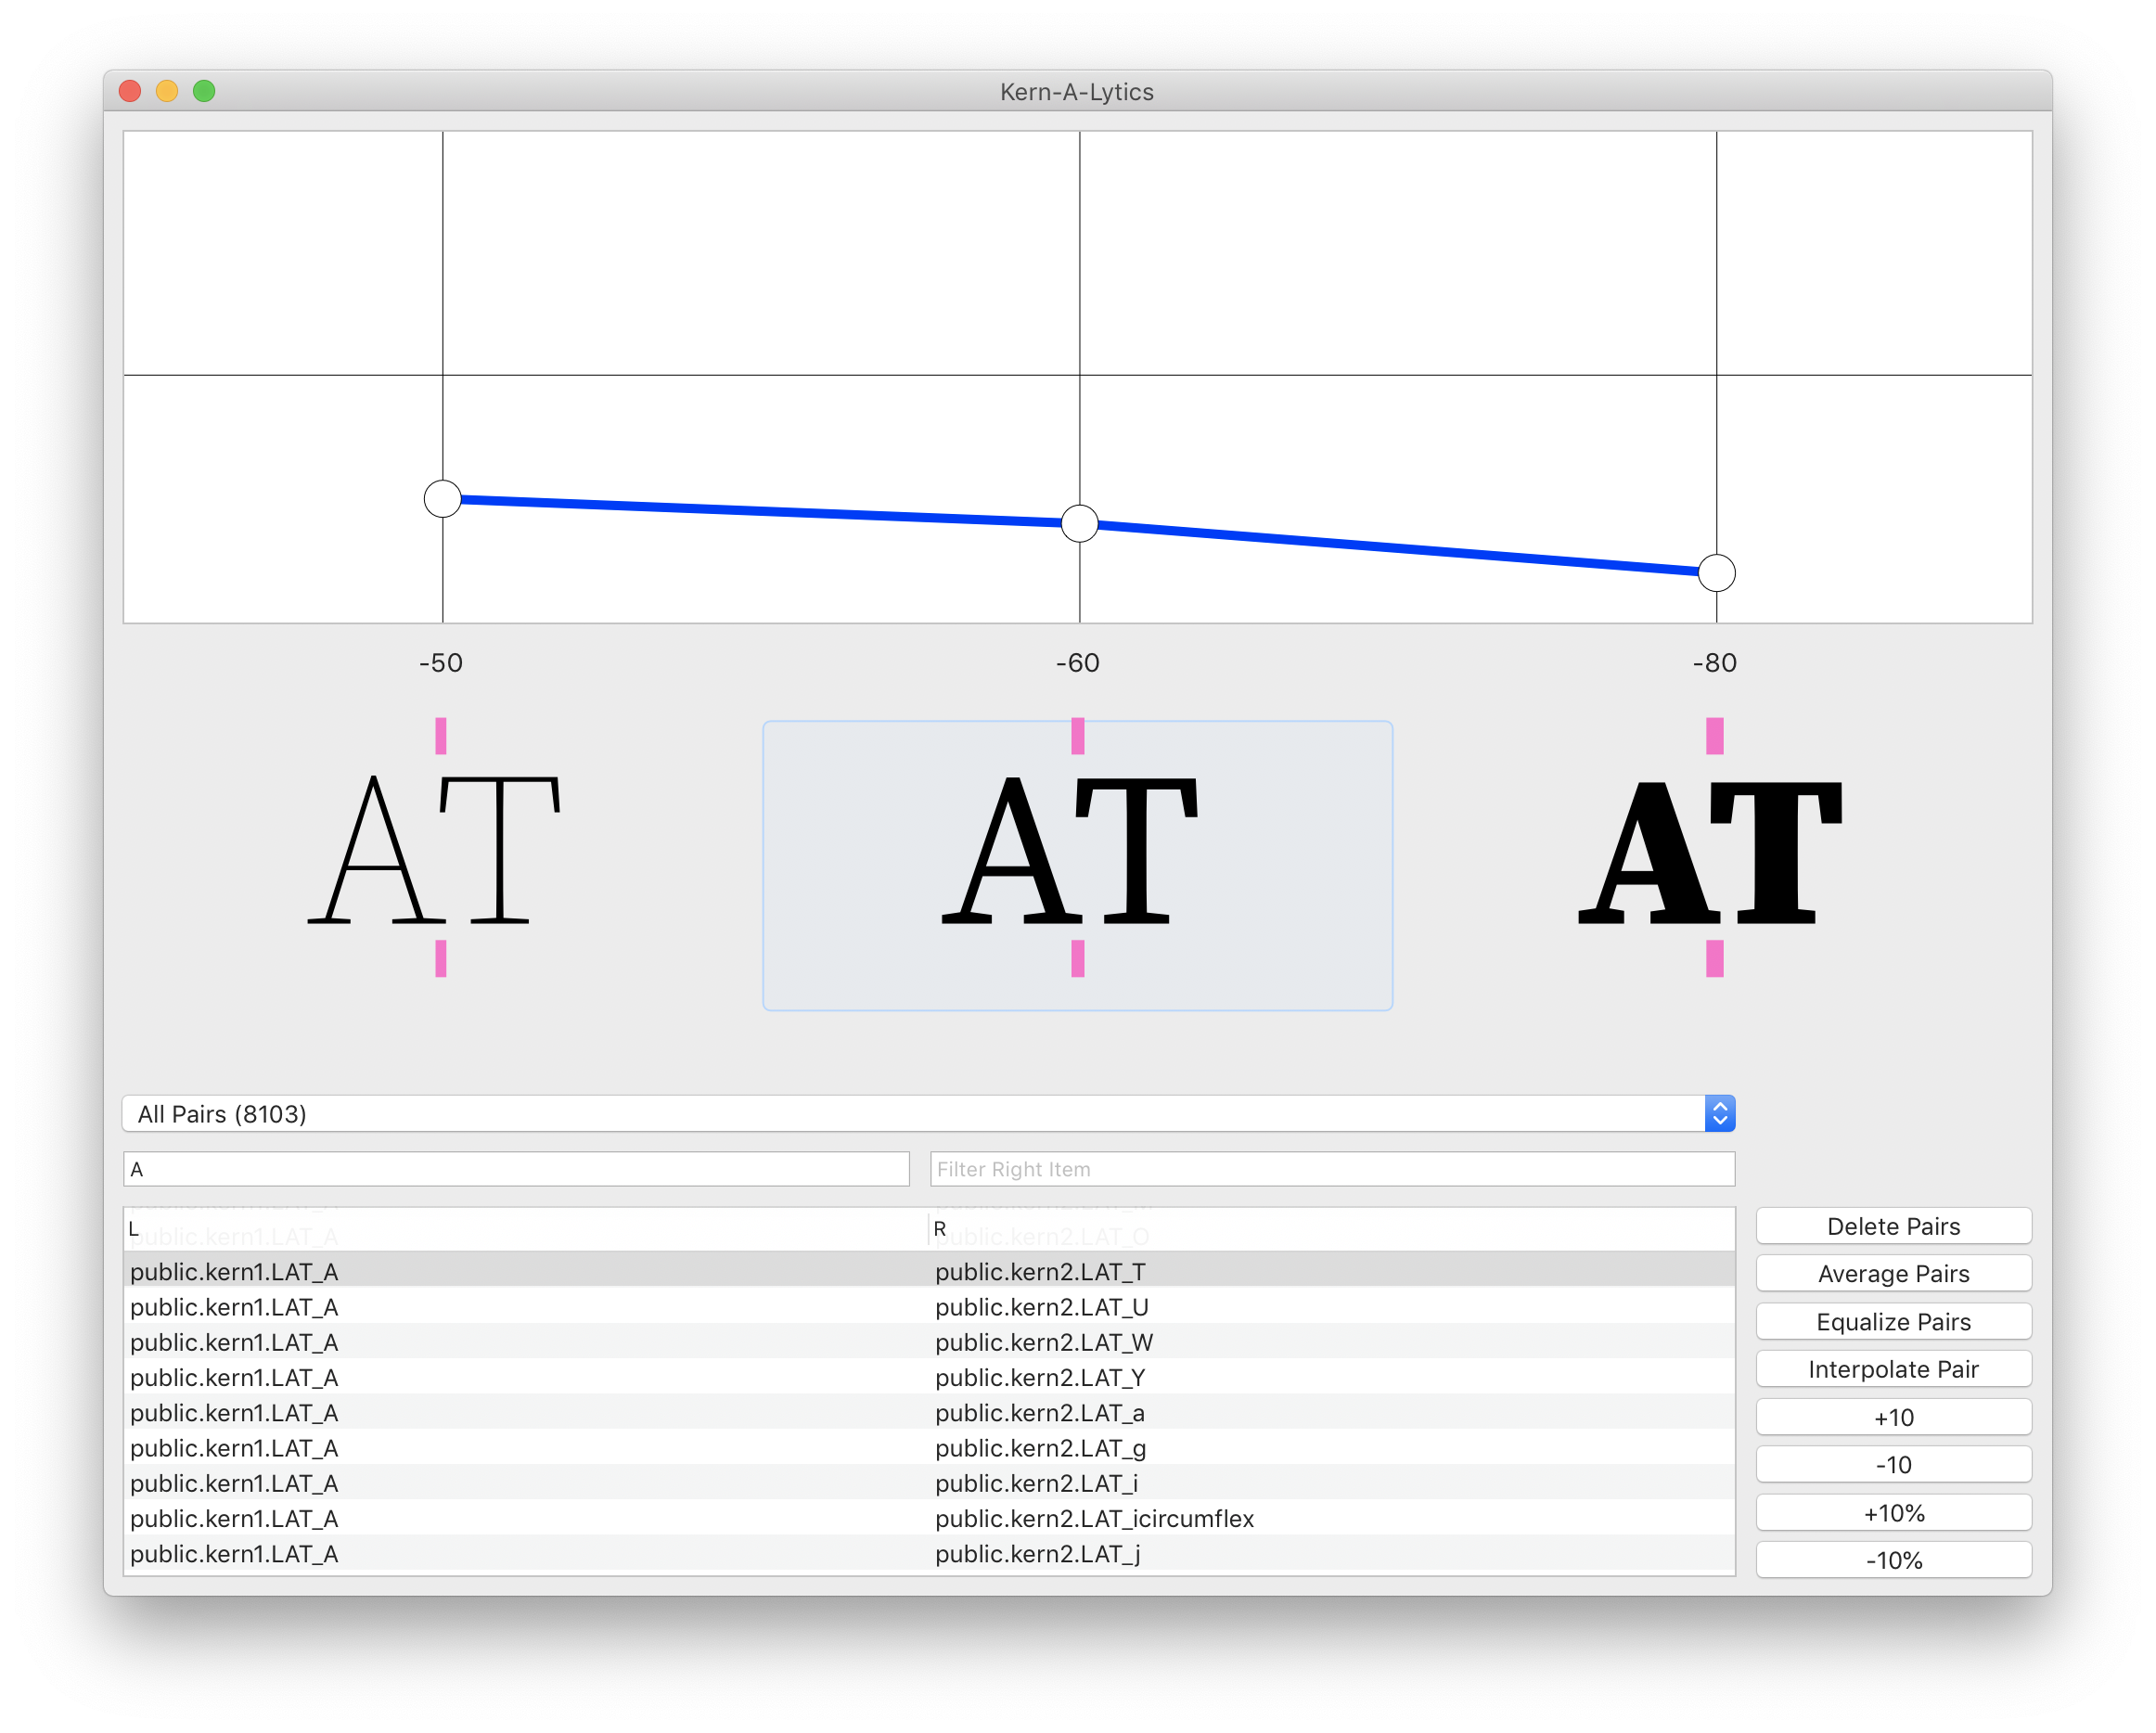 Kern-A-Lytics
-50 -60 -80
AT AT AT
All Pairs (8103)
A Filter Right Item
L R
public.kern1.LAT_A public.kern2.LAT_O
public.kern1.LAT_A public.kern2.LAT_T
public.kern1.LAT_A public.kern2.LAT_U
public.kern1.LAT_A public.kern2.LAT_W
public.kern1.LAT_A public.kern2.LAT_Y
public.kern1.LAT_A public.kern2.LAT_a
public.kern1.LAT_A public.kern2.LAT_g
public.kern1.LAT_A public.kern2.LAT_i
public.kern1.LAT_A public.kern2.LAT_icircumflex
public.kern1.LAT_A public.kern2.LAT_j
Delete Pairs
Average Pairs
Equalize Pairs
Interpolate Pair
+10
-10
+10%
-10%